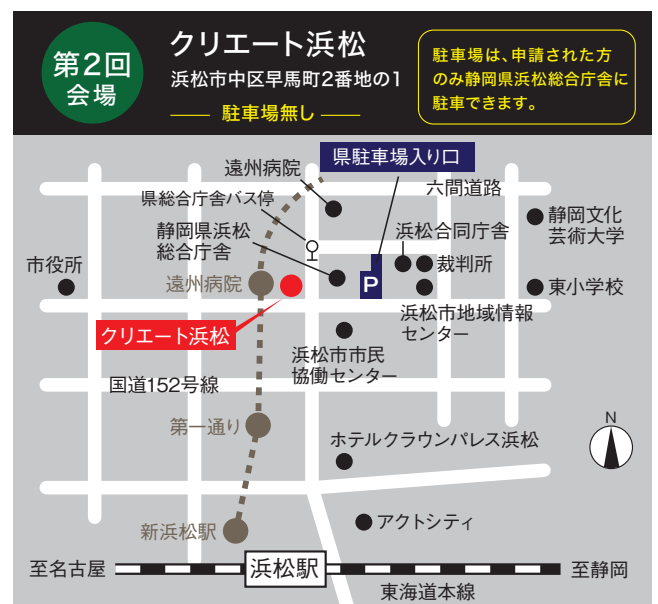 第2回
会場
クリエート浜松
浜松市中区早馬町2番地の1
駐車場無し
駐車場は、申請された方
のみ静岡県浜松総合庁舎に
駐車できます。
県駐車場入り口
遠州病院
六間道路
県総合庁舎バス停
静岡文化
芸術大学
静岡県浜松
総合庁舎
浜松合同庁舎
市役所
裁判所
遠州病院
P
東小学校
浜松市地域情報
センター
クリエート浜松
浜松市市民
協働センター
国道152号線
第一通り
ホテルクラウンパレス浜松
N
新浜松駅
アクトシティ
至名古屋
浜松駅
至静岡
東海道本線